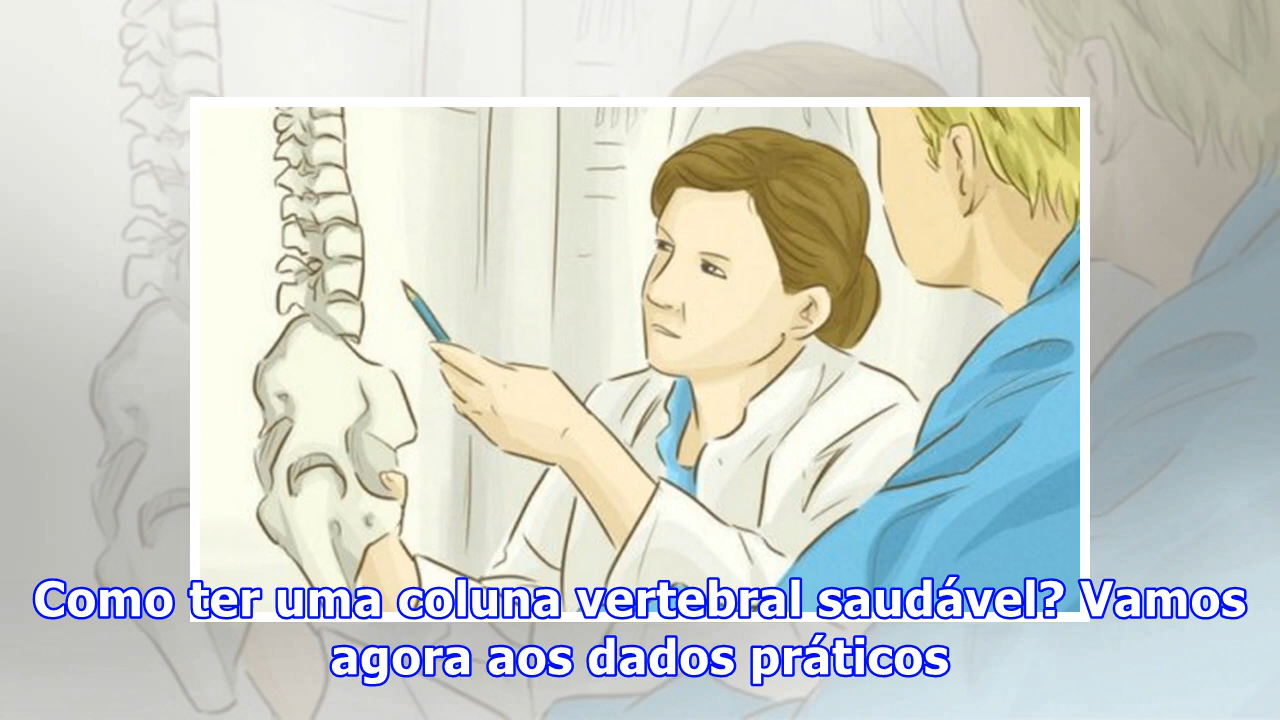 Como ter uma coluna vertebral saudável? Vamos
agora aos dados práticos